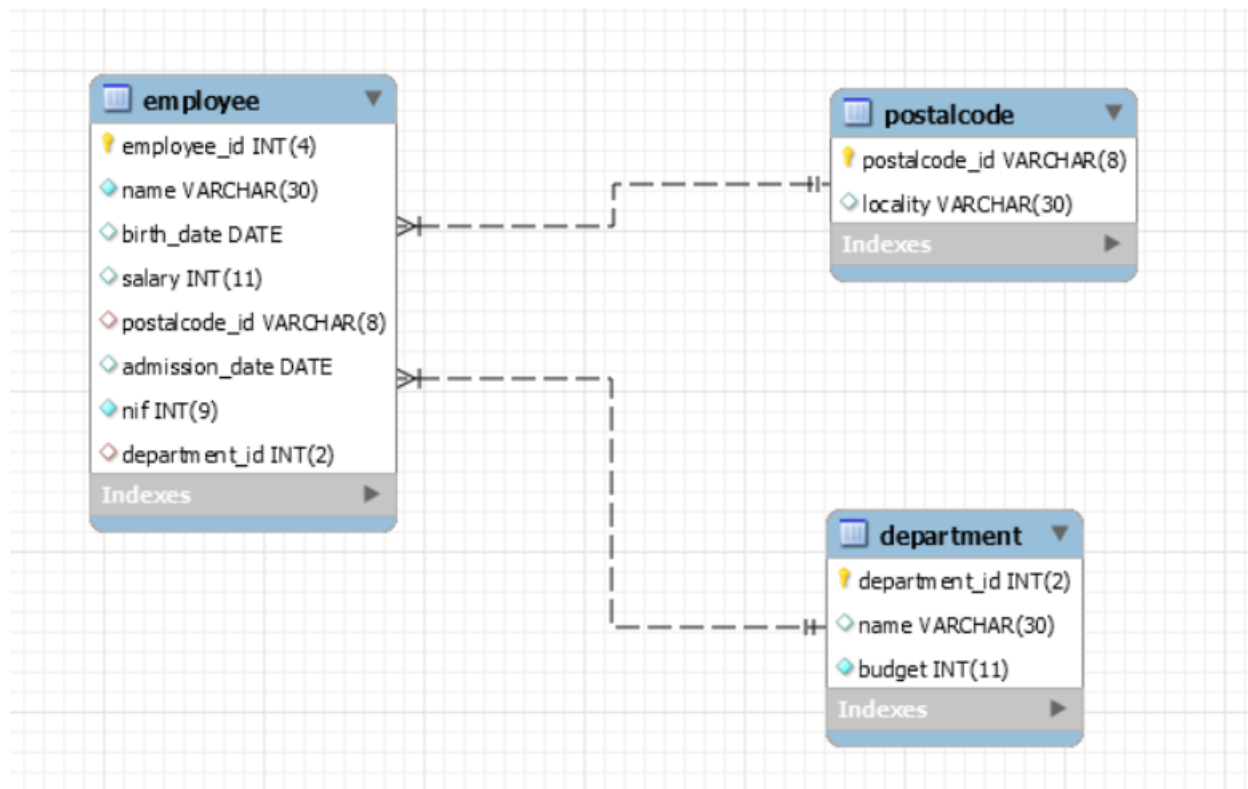 employee
employee_id INT(4)
name VARCHAR(30)
birth_date DATE
salary INT(11)
postalcode_id VARCHAR(8)
admission_date DATE
nif INT(9)
department_id INT(2)
Indexes
postalcode
postalcode_id VARCHAR(8)
locality VARCHAR(30)
Indexes
department
department_id INT(2)
name VARCHAR(30)
budget INT(11)
Indexes